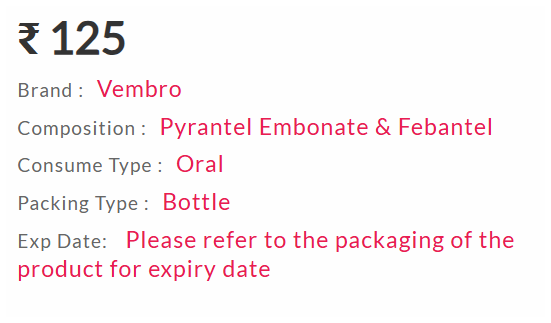 ₹ 125
Brand : Vembro
Composition : Pyrantel Embonate & Febantel
Consume Type : Oral
Packing Type : Bottle
Exp Date: Please refer to the packaging of the
product for expiry date